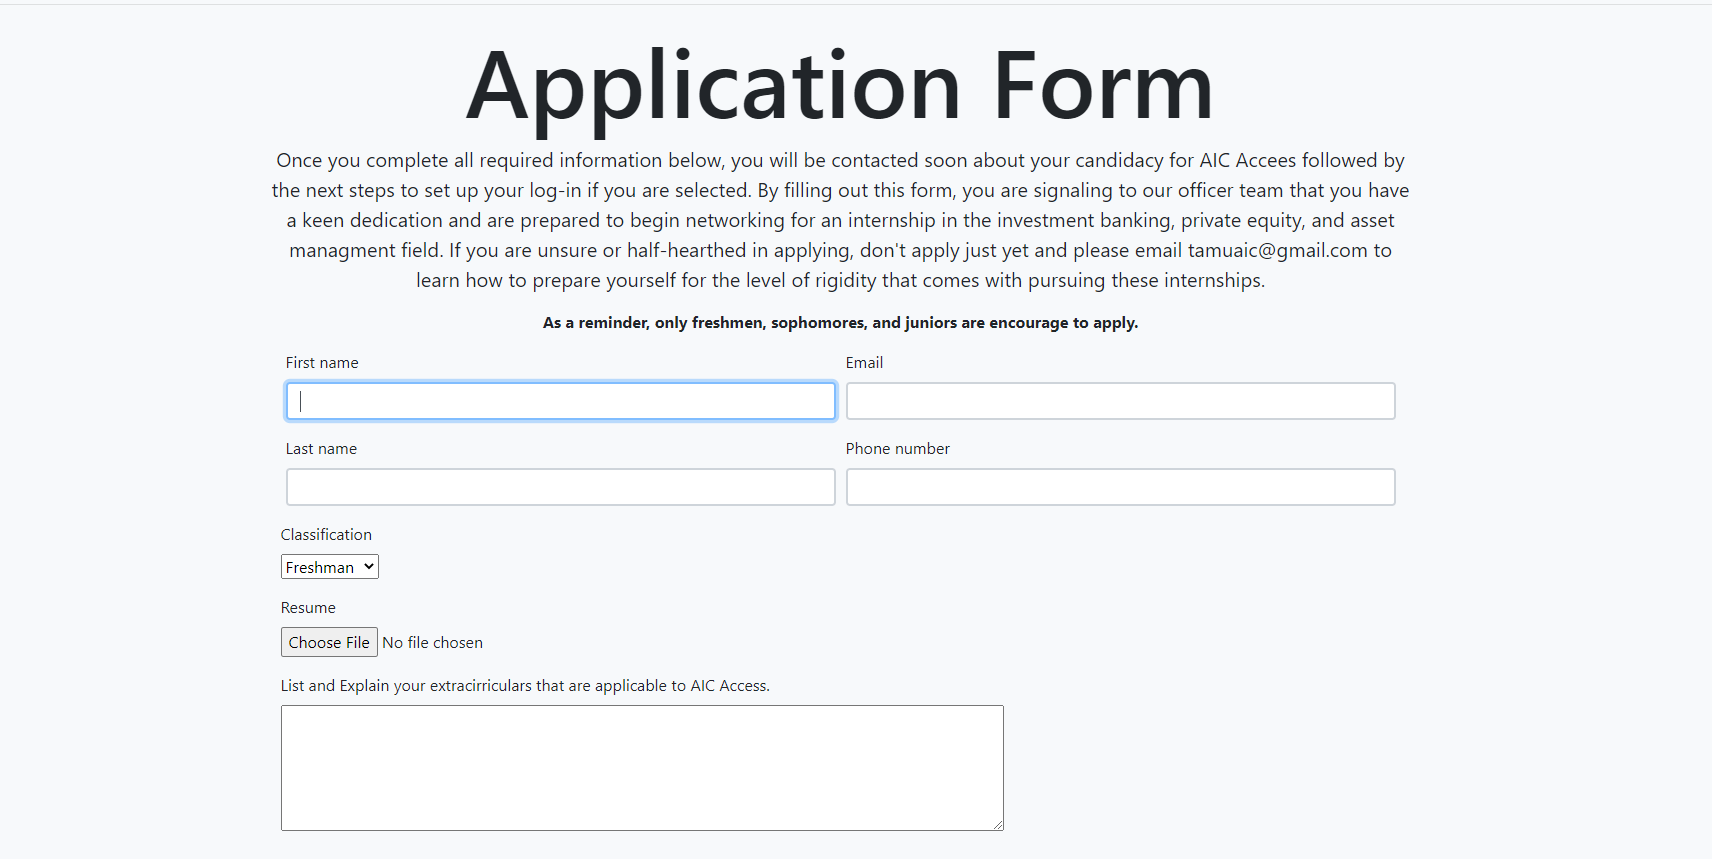 Application Form
Once you complete all required information below, you will be contacted soon about your candidacy for AIC Accees followed by
the next steps to set up your log-in if you are selected. By filling out this form, you are signaling to our officer team that you have
a keen dedication and are prepared to begin networking for an internship in the investment banking, private equity, and asset
managment field. If you are unsure or half-hearthed in applying, don't apply just yet and please email tamuaic@gmail.com to
learn how to prepare yourself for the level of rigidity that comes with pursuing these internships.
As a reminder, only freshmen, sophomores, and juniors are encourage to apply.
First name
Email
Last name
Phone number
Classification
Freshman
Resume
Choose File No file chosen
List and Explain your extracirriculars that are applicable to AIC Access.